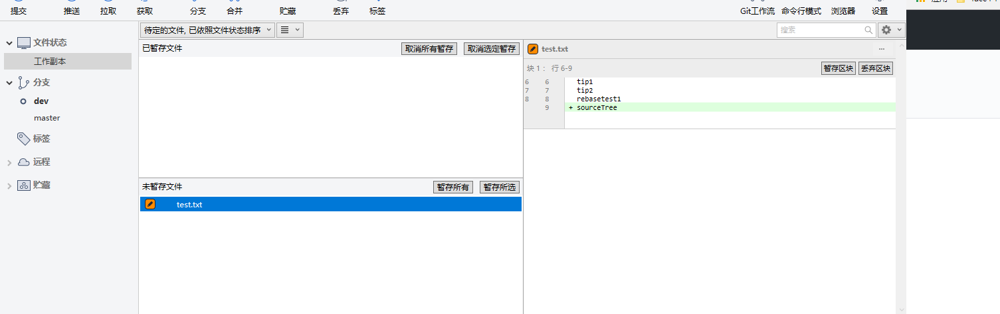 提交 推送 拉取 获取 分支 合并 贮藏 丢弃 标签 Git工作流 命令行模式 浏览器 设置
待定的文件, 已依照文件状态排序 搜索
文件状态
工作副本
分支
dev
master
标签
远程
贮藏
已暂存文件 取消所有暂存 取消选定暂存
未暂存文件 暂存所有 暂存所选
test.txt
test.txt ...
块 1： 行 6-9 暂存区块 丢弃区块
6 6 tip1
7 7 tip2
8 8 rebasetest1
9 + sourceTree